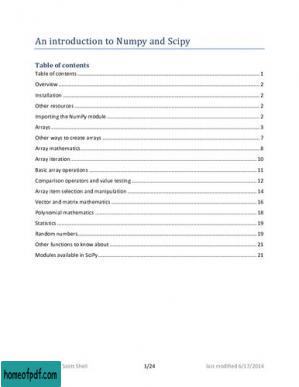 An introduction to Numpy and Scipy
Table of contents
Table of contents 1
Overview 2
Installation 2
Other resources 2
Importing the NumPy module 2
Arrays 3
Other ways to create arrays 7
Array mathematics 8
Array iteration 10
Basic array operations 11
Comparison operators and value testing 12
Array item selection and manipulation 14
Vector and matrix mathematics 16
Polynomial mathematics 18
Statistics 19
Random numbers 19
Other functions to know about 21
Modules available in SciPy 21
Scott Shell 1/24 last modified 6/17/2014
homeofpdf.com